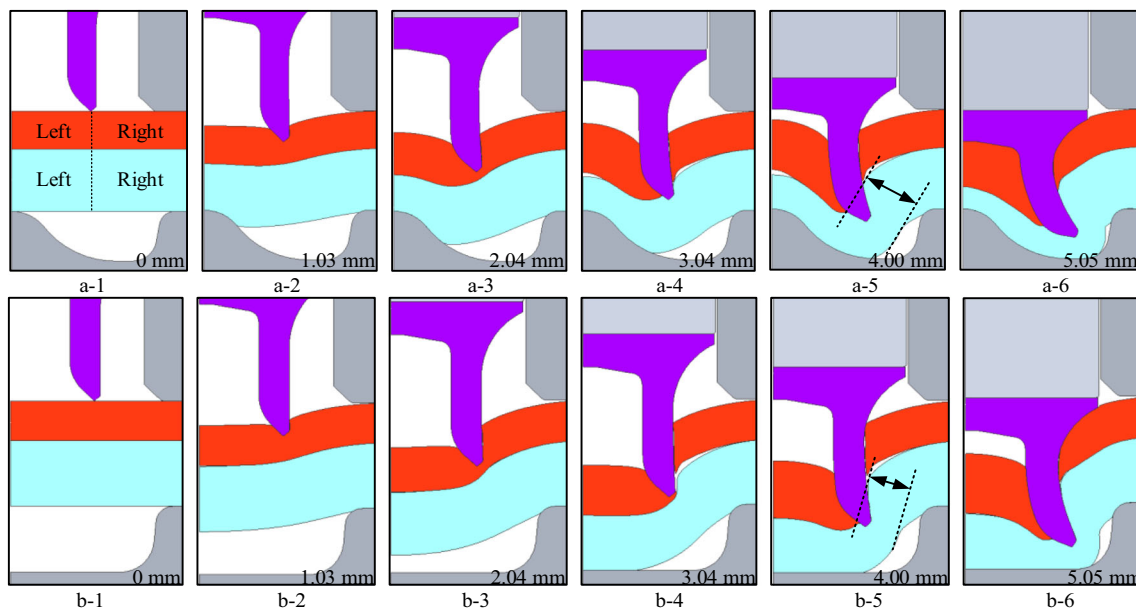 Left Right
Left Right
0 mm 1.03 mm 2.04 mm 3.04 mm 4.00 mm 5.05 mm
a-1 a-2 a-3 a-4 a-5 a-6
0 mm 1.03 mm 2.04 mm 3.04 mm 4.00 mm 5.05 mm
b-1 b-2 b-3 b-4 b-5 b-6